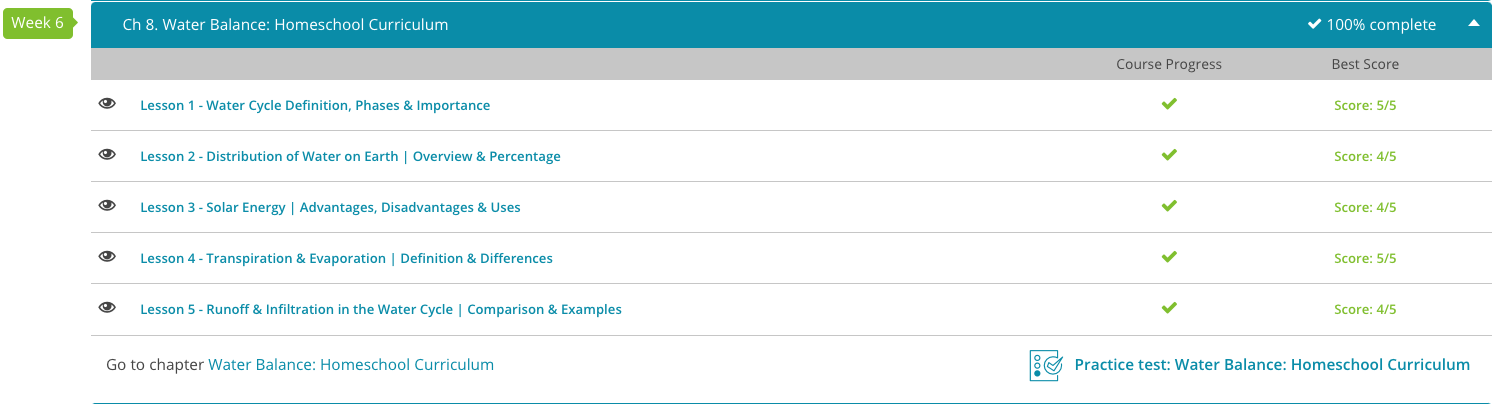 Week 6
Ch 8. Water Balance: Homeschool Curriculum 100% complete
Course Progress Best Score
Lesson 1 - Water Cycle Definition, Phases & Importance Score: 5/5
Lesson 2 - Distribution of Water on Earth | Overview & Percentage Score: 4/5
Lesson 3 - Solar Energy | Advantages, Disadvantages & Uses Score: 4/5
Lesson 4 - Transpiration & Evaporation | Definition & Differences Score: 5/5
Lesson 5 - Runoff & Infiltration in the Water Cycle | Comparison & Examples Score: 4/5
Go to chapter Water Balance: Homeschool Curriculum Practice test: Water Balance: Homeschool Curriculum